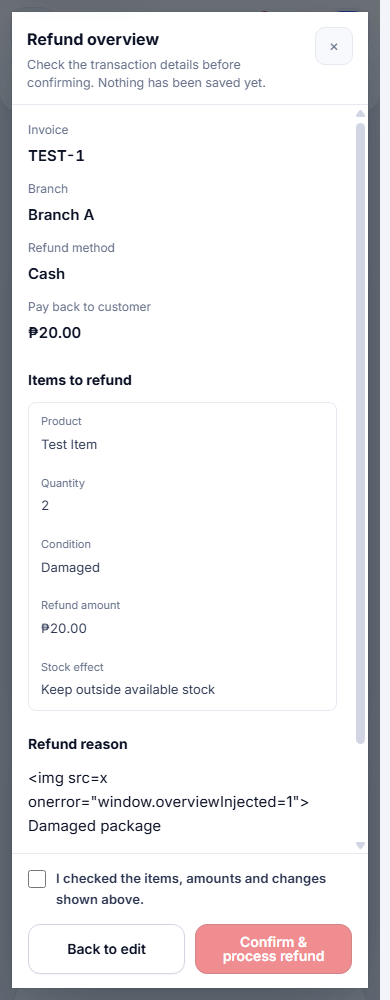 Refund overview
×
Check the transaction details before
confirming. Nothing has been saved yet.
Invoice
TEST-1
Branch
Branch A
Refund method
Cash
Pay back to customer
₱20.00
Items to refund
Product
Test Item
Quantity
2
Condition
Damaged
Refund amount
₱20.00
Stock effect
Keep outside available stock
Refund reason
<img src=x
onerror="window.overviewInjected=1">
Damaged package
I checked the items, amounts and changes
shown above.
Back to edit
Confirm &
process refund